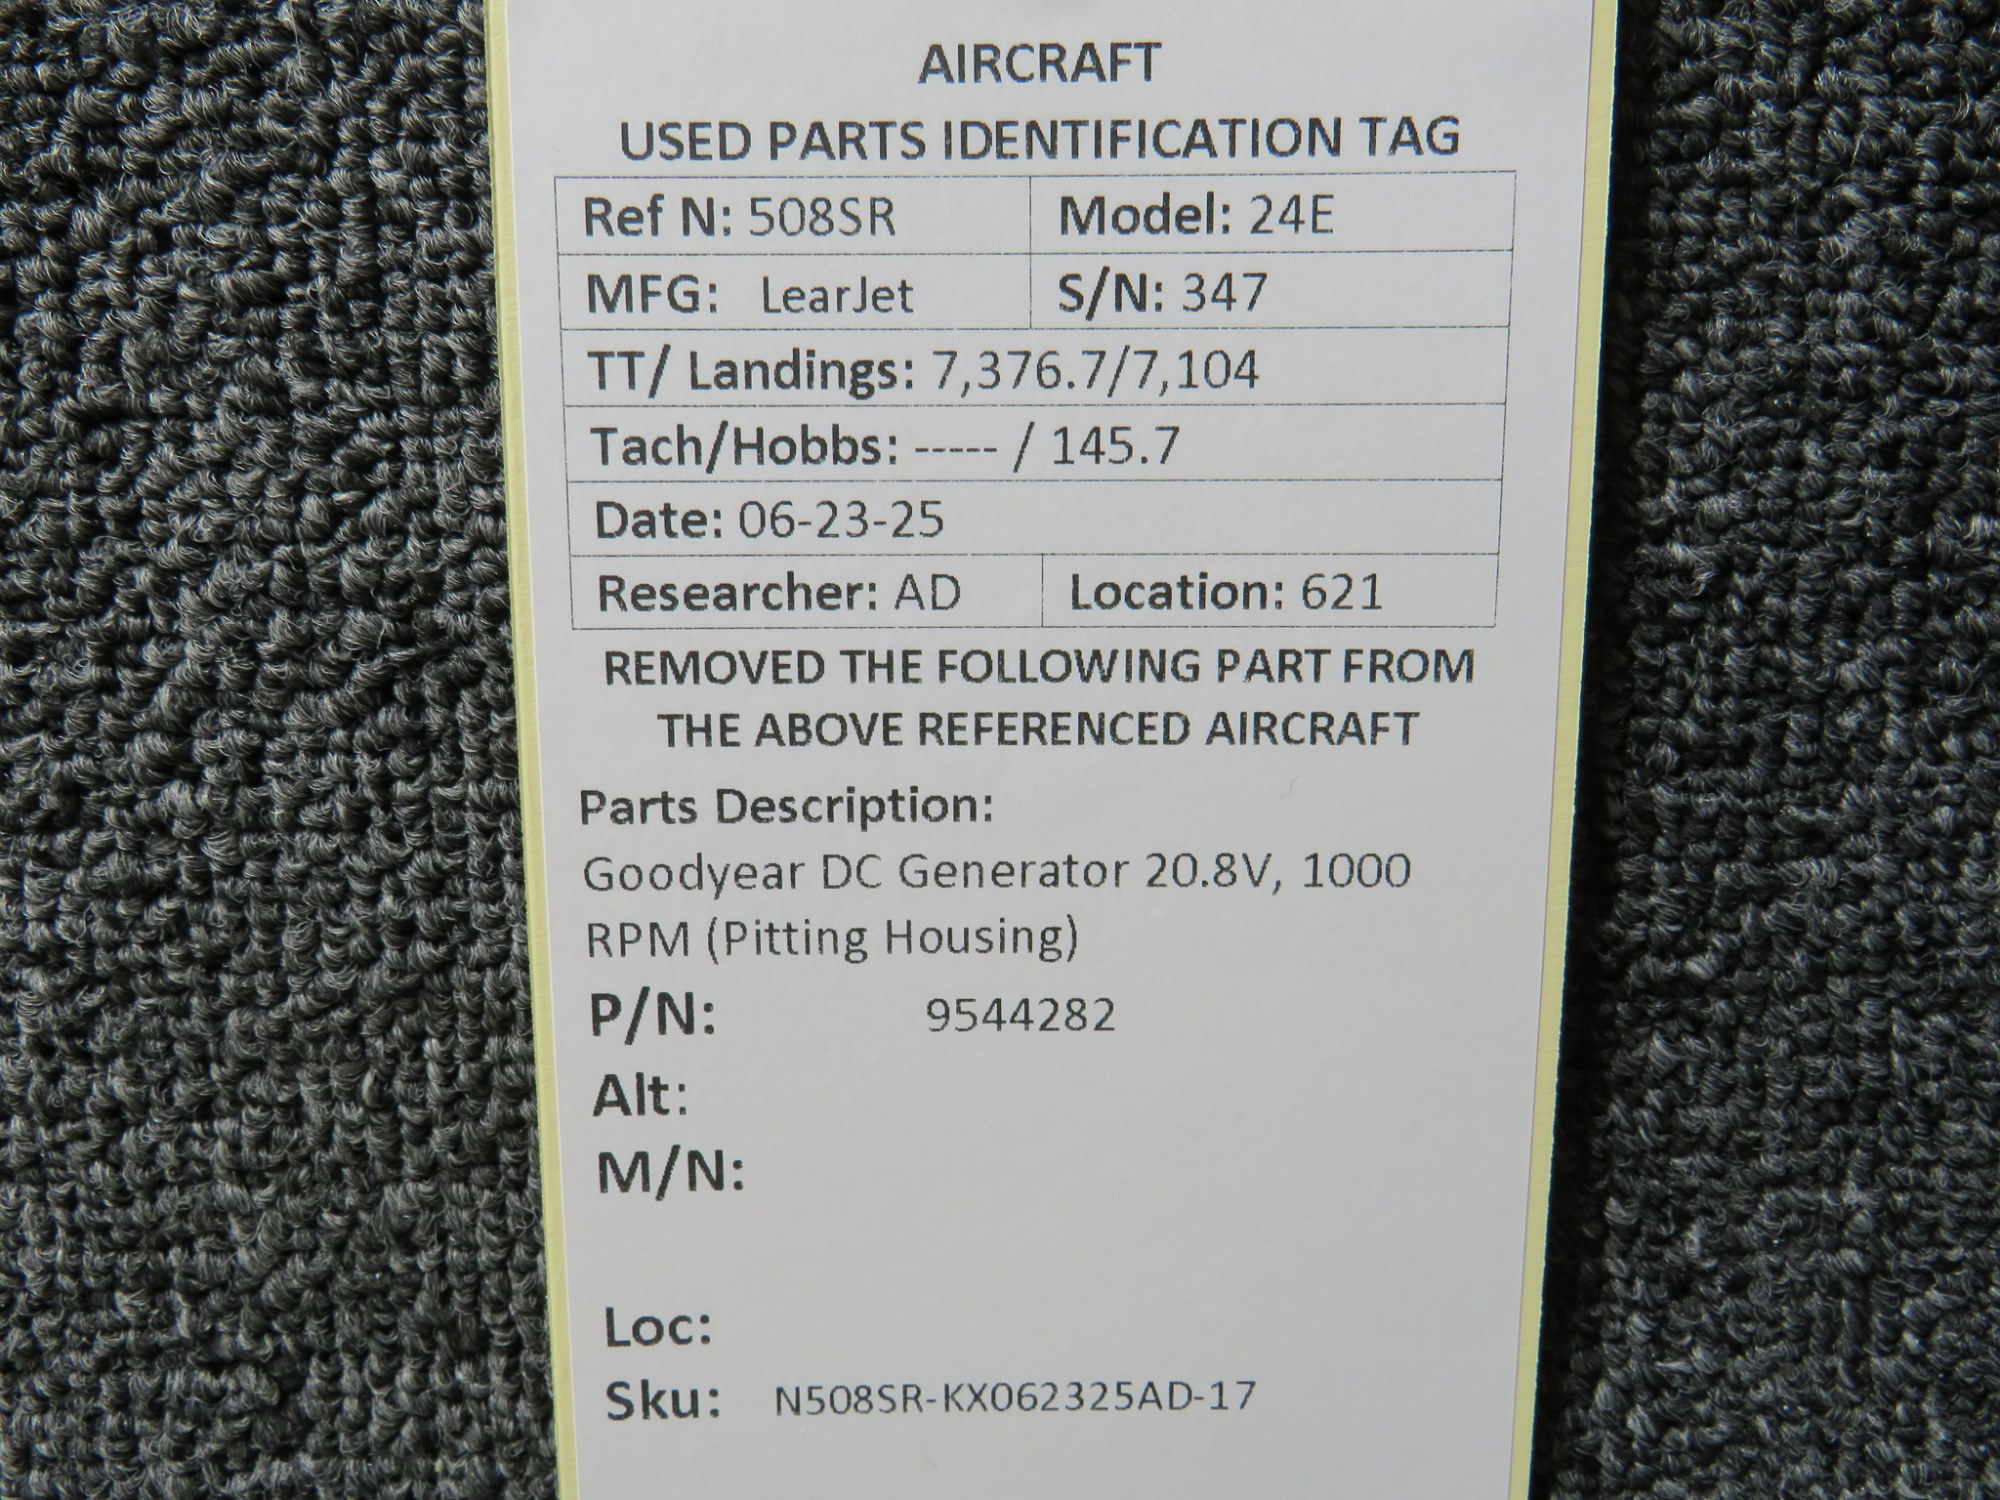 AIRCRAFT
USED PARTS IDENTIFICATION TAG
Ref N: 508SR Model: 24E
MFG: LearJet S/N: 347
TT/ Landings: 7,376.7/7,104
Tach/Hobbs: ----- / 145.7
Date: 06-23-25
Researcher: AD Location: 621
REMOVED THE FOLLOWING PART FROM
THE ABOVE REFERENCED AIRCRAFT
Parts Description:
Goodyear DC Generator 20.8V, 1000
RPM (Pitting Housing)
P/N: 9544282
Alt:
M/N:
Loc:
Sku: N508SR-KX062325AD-17